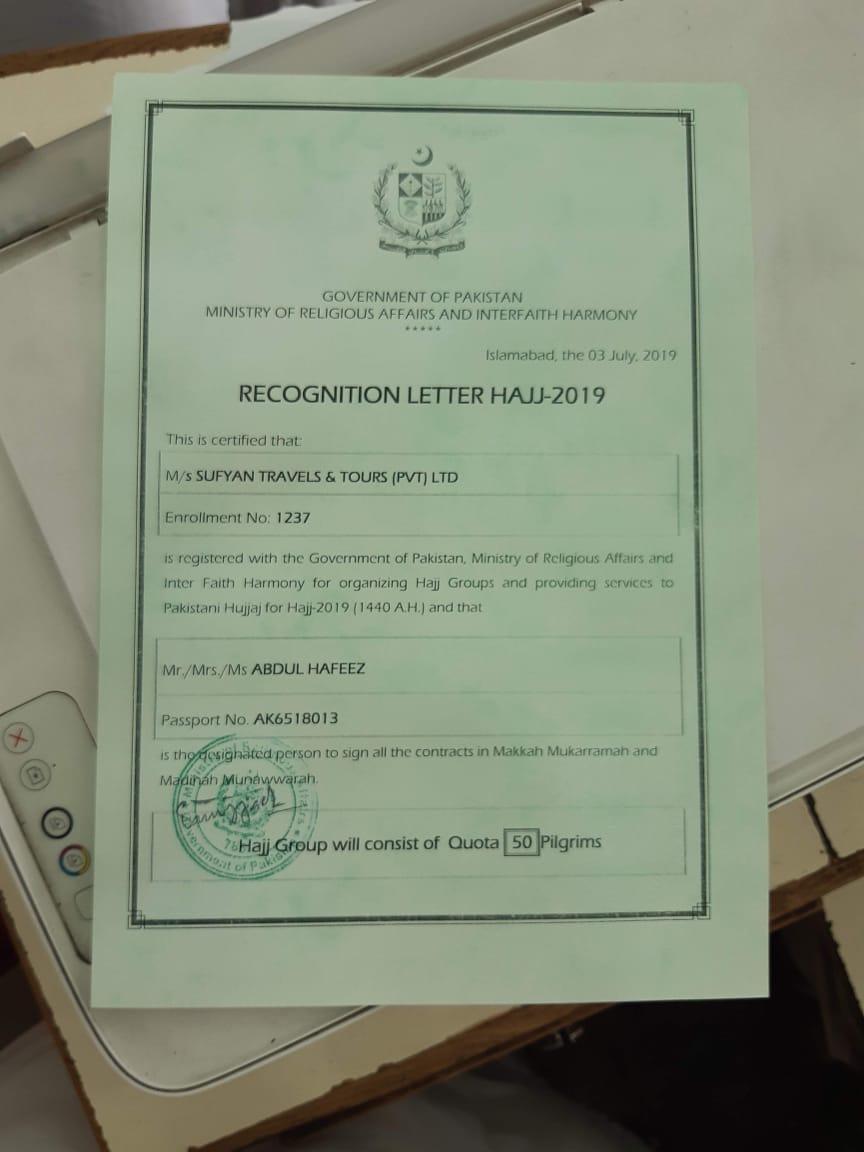 GOVERNMENT OF PAKISTAN
MINISTRY OF RELIGIOUS AFFAIRS AND INTERFAITH HARMONY
*****
Islamabad, the 03 July, 2019
RECOGNITION LETTER HAJJ-2019
This is certified that:
M/s SUFYAN TRAVELS & TOURS (PVT) LTD
Enrollment No: 1237
is registered with the Government of Pakistan, Ministry of Religious Affairs and
Inter Faith Harmony for organizing Hajj Groups and providing services to
Pakistani Hujjaj for Hajj-2019 (1440 A.H.) and that
Mr./Mrs./Ms ABDUL HAFEEZ
Passport No. AK6518013
is the designated person to sign all the contracts in Makkah Mukarramah and
Madinah Munawwarah.
Hajj Group will consist of Quota 50 Pilgrims